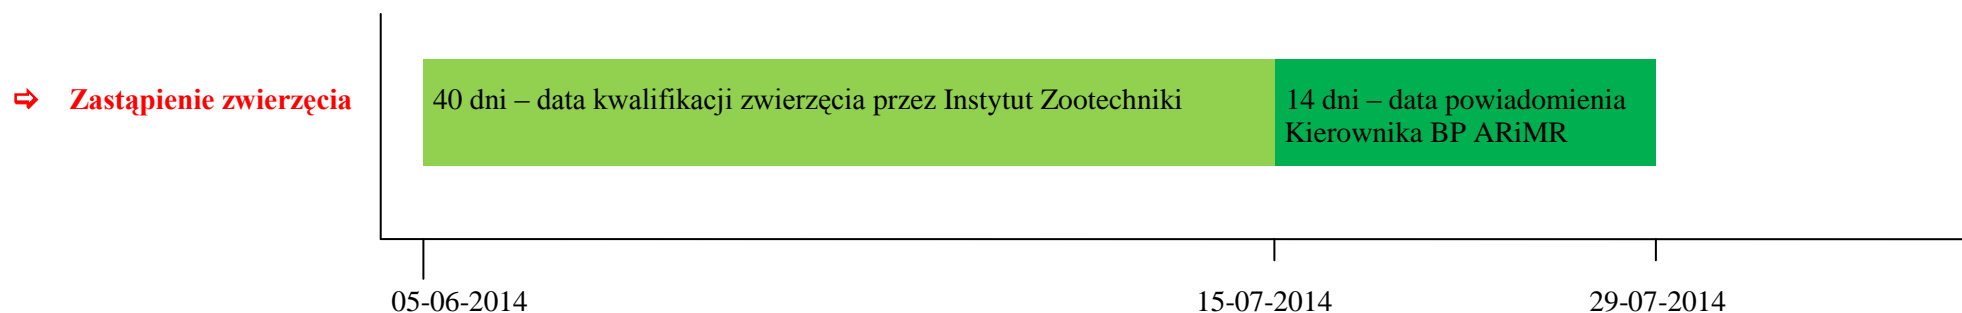 ⇨ Zastąpienie zwierzęcia
40 dni – data kwalifikacji zwierzęcia przez Instytut Zootechniki
14 dni – data powiadomienia
Kierownika BP ARiMR
05-06-2014
15-07-2014
29-07-2014